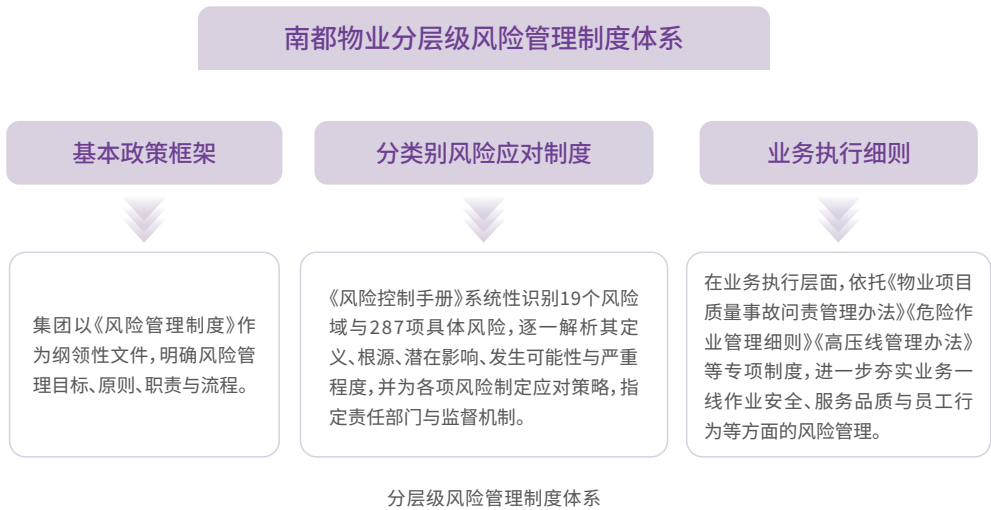 南都物业分层级风险管理制度体系
基本政策框架
集团以《风险管理制度》作
为纲领性文件，明确风险管
理目标、原则、职责与流程。
分类别风险应对制度
《风险控制手册》系统性识别19个风险
域与287项具体风险，逐一解析其定
义、根源、潜在影响、发生可能性与严重
程度，并为各项风险制定应对策略，指
定责任部门与监督机制。
业务执行细则
在业务执行层面，依托《物业项目
质量事故问责管理办法》《危险作
业管理细则》《高压线管理办法》
等专项制度，进一步夯实业务一
线作业安全、服务品质与员工行
为等方面的风险管理。
分层级风险管理制度体系